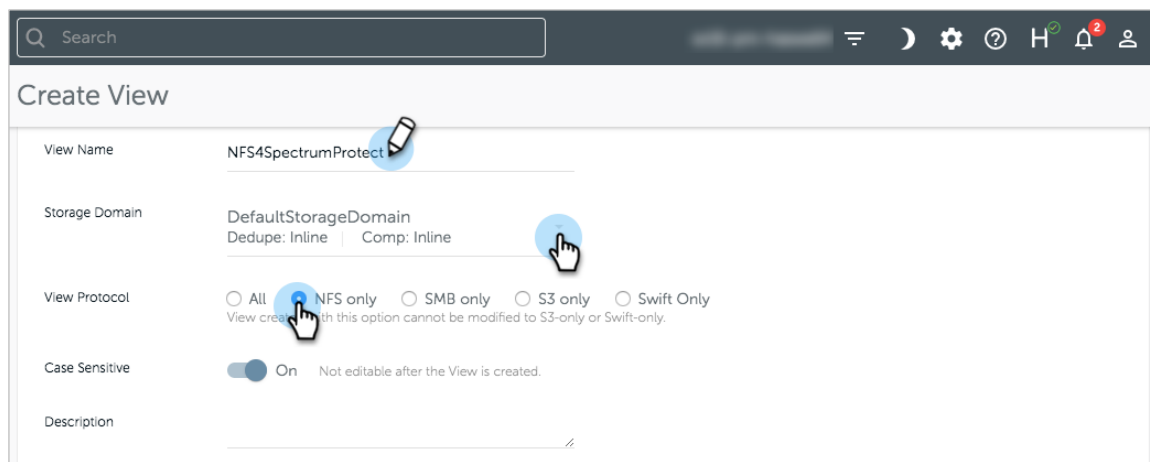 Search
H
2
Create View
View Name
NFS4SpectrumProtect
Storage Domain
DefaultStorageDomain
Dedupe: Inline Comp: Inline
View Protocol
All NFS only SMB only S3 only Swift Only
View with this option cannot be modified to S3-only or Swift-only.
Case Sensitive
On Not editable after the View is created.
Description